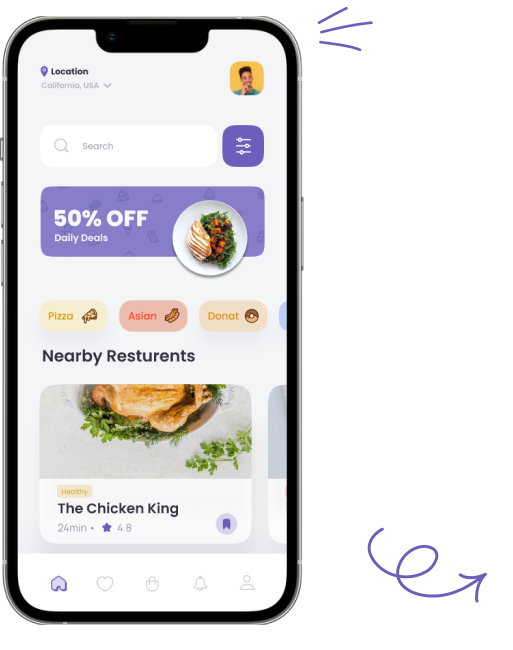 Location
California, USA
Search
50% OFF
Daily Deals
Pizza
Asian
Donat
Nearby Resturents
Healthy
The Chicken King
24min • 4.8